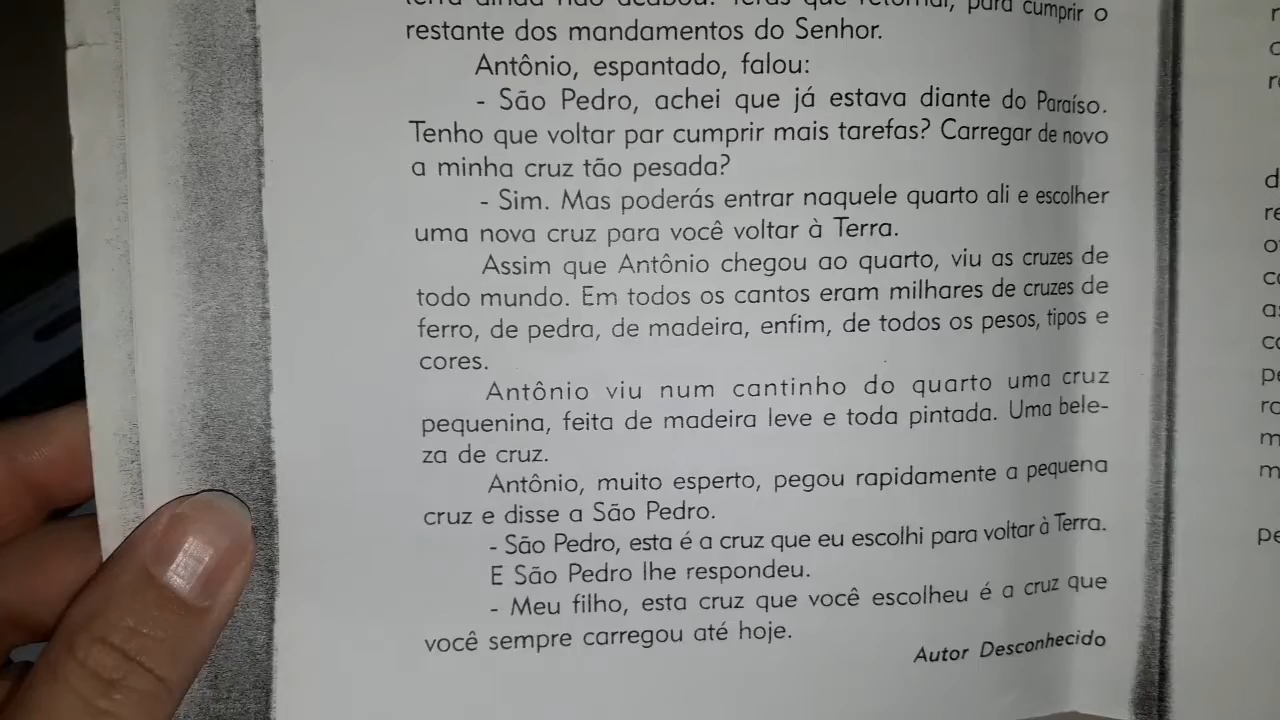 restante dos mandamentos do Senhor.
Antônio, espantado, falou:
- São Pedro, achei que já estava diante do Paraíso.
Tenho que voltar par cumprir mais tarefas? Carregar de novo
a minha cruz tão pesada?
- Sim. Mas poderás entrar naquele quarto ali e escolher
uma nova cruz para você voltar à Terra.
Assim que Antônio chegou ao quarto, viu as cruzes de
todo mundo. Em todos os cantos eram milhares de cruzes de
ferro, de pedra, de madeira, enfim, de todos os pesos, tipos e
cores.
Antônio viu num cantinho do quarto uma cruz
pequenina, feita de madeira leve e toda pintada. Uma bele-
za de cruz.
Antônio, muito esperto, pegou rapidamente a pequena
cruz e disse a São Pedro.
- São Pedro, esta é a cruz que eu escolhi para voltar à Terra.
E São Pedro lhe respondeu.
- Meu filho, esta cruz que você escolheu é a cruz que
você sempre carregou até hoje.
Autor Desconhecido